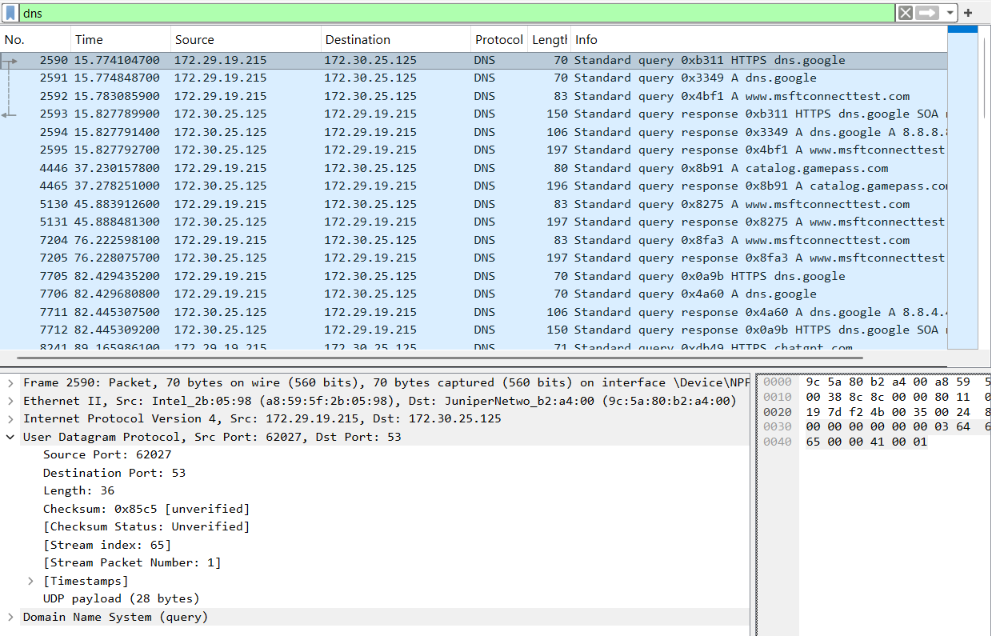 dns
No. Time Source Destination Protocol Lengtl Info
2590 15.774104700 172.29.19.215 172.30.25.125 DNS 70 Standard query 0xb311 HTTPS dns.google
2591 15.774848700 172.29.19.215 172.30.25.125 DNS 70 Standard query 0x3349 A dns.google
2592 15.783085900 172.29.19.215 172.30.25.125 DNS 83 Standard query 0x4bf1 A www.msftconnecttest.com
2593 15.827789900 172.30.25.125 172.29.19.215 DNS 150 Standard query response 0xb311 HTTPS dns.google SOA
2594 15.827791400 172.30.25.125 172.29.19.215 DNS 106 Standard query response 0x3349 A dns.google A 8.8.8.
2595 15.827792700 172.30.25.125 172.29.19.215 DNS 197 Standard query response 0x4bf1 A www.msftconnecttest
4446 37.230157800 172.29.19.215 172.30.25.125 DNS 80 Standard query 0x8b91 A catalog.gamepass.com
4465 37.278251000 172.30.25.125 172.29.19.215 DNS 196 Standard query response 0x8b91 A catalog.gamepass.co
5130 45.883912600 172.29.19.215 172.30.25.125 DNS 83 Standard query 0x8275 A www.msftconnecttest.com
5131 45.888481300 172.30.25.125 172.29.19.215 DNS 197 Standard query response 0x8275 A www.msftconnecttest
7204 76.222598100 172.29.19.215 172.30.25.125 DNS 83 Standard query 0x8fa3 A www.msftconnecttest.com
7205 76.228075700 172.30.25.125 172.29.19.215 DNS 197 Standard query response 0x8fa3 A www.msftconnecttest
7705 82.429435200 172.29.19.215 172.30.25.125 DNS 70 Standard query 0x0a9b HTTPS dns.google
7706 82.429680800 172.29.19.215 172.30.25.125 DNS 70 Standard query 0x4a60 A dns.google
7711 82.445307500 172.30.25.125 172.29.19.215 DNS 106 Standard query response 0x4a60 A dns.google A 8.8.4.
7712 82.445309200 172.30.25.125 172.29.19.215 DNS 150 Standard query response 0x0a9b HTTPS dns.google SOA
8241 89.165986100 172.29.19.215 172.30.25.125 DNS 71 Standard query 0xdb49 HTTPS chatgpt.com
Frame 2590: Packet, 70 bytes on wire (560 bits), 70 bytes captured (560 bits) on interface \Device\NPF
Ethernet II, Src: Intel_2b:05:98 (a8:59:5f:2b:05:98), Dst: JuniperNetwo_b2:a4:00 (9c:5a:80:b2:a4:00)
Internet Protocol Version 4, Src: 172.29.19.215, Dst: 172.30.25.125
User Datagram Protocol, Src Port: 62027, Dst Port: 53
Source Port: 62027
Destination Port: 53
Length: 36
Checksum: 0x85c5 [unverified]
[Checksum Status: Unverified]
[Stream index: 65]
[Stream Packet Number: 1]
[Timestamps]
UDP payload (28 bytes)
Domain Name System (query)
0000 9c 5a 80 b2 a4 00 a8 59 5
0010 00 38 8c 8c 00 00 80 11 0
0020 19 7d f2 4b 00 35 00 24 8
0030 00 00 00 00 00 00 03 64 6
0040 65 00 00 41 00 01